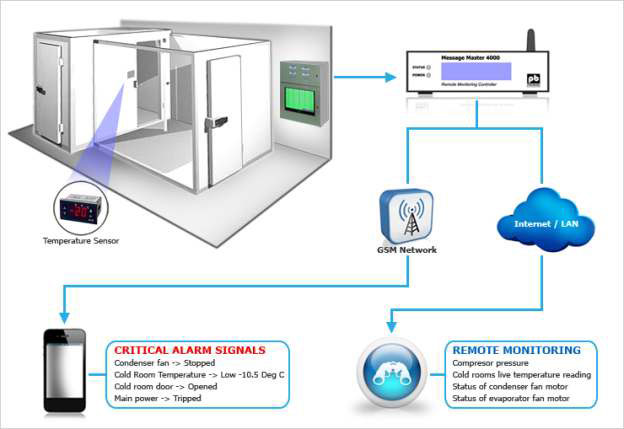 Message Master 4000
STATUS
POWER
pb
Remote Monitoring Controller
-20
Temperature Sensor
GSM Network
Internet / LAN
CRITICAL ALARM SIGNALS
Condenser fan -> Stopped
Cold Room Temperature -> Low -10.5 Deg C
Cold room door -> Opened
Main power -> Tripped
REMOTE MONITORING
Compresor pressure
Cold rooms live temperature reading
Status of condenser fan motor
Status of evaporator fan motor